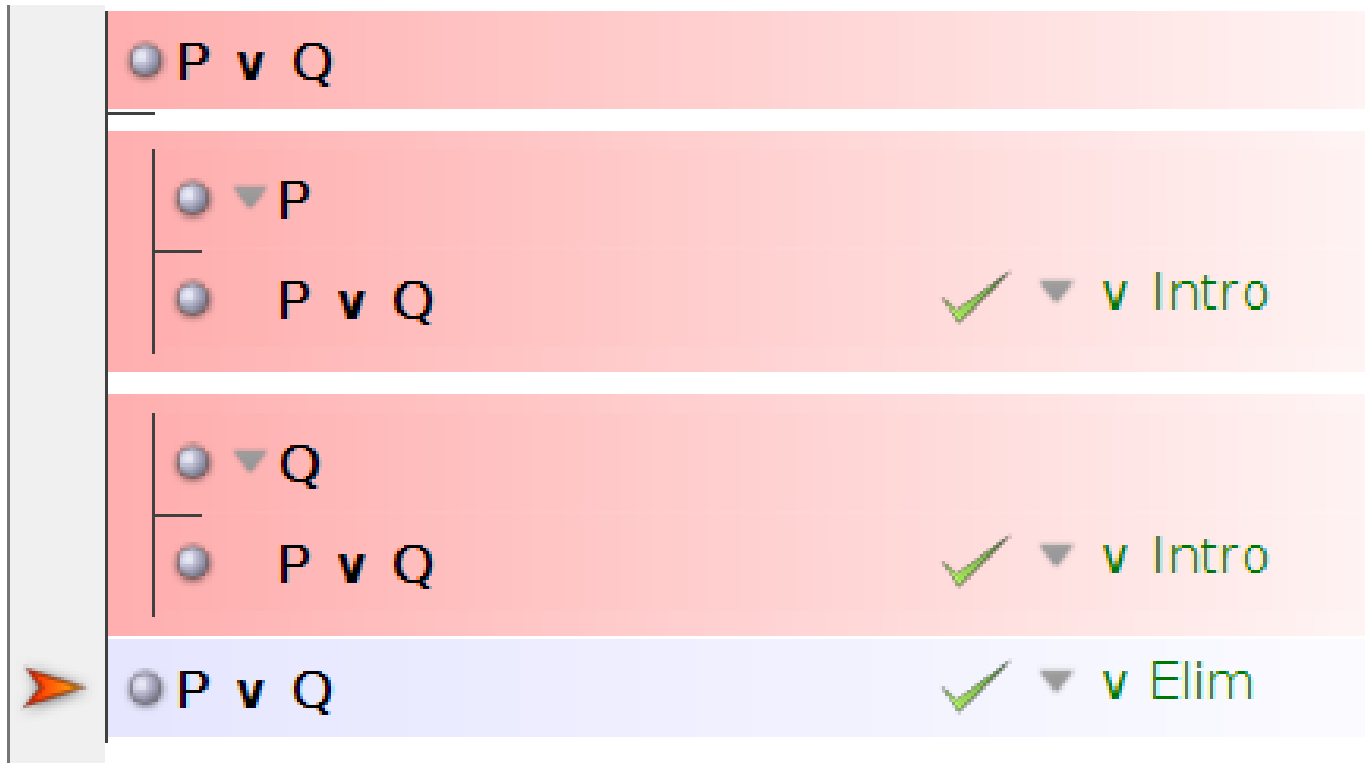 P ∨ Q
P
P ∨ Q ∨ Intro
Q
P ∨ Q ∨ Intro
P ∨ Q ∨ Elim